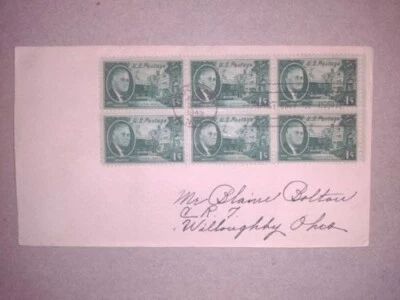 U.S. Postage U.S. Postage U.S. Postage
1¢ 1¢ 1¢
U.S. Postage U.S. Postage U.S. Postage
1¢ 1¢ 1¢
Mr Blaine Bolton
Willoughby Ohio